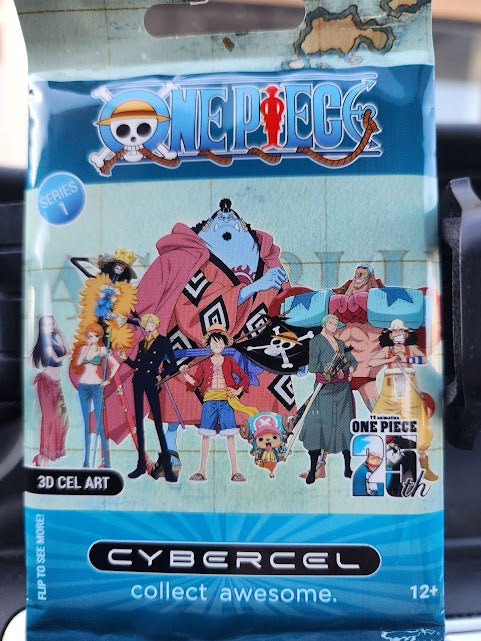 ONE PIECE
SERIES
1
TV animation
ONE PIECE
25th
3D CEL ART
FLIP TO SEE MORE!
CYBERCEL
collect awesome.
12+